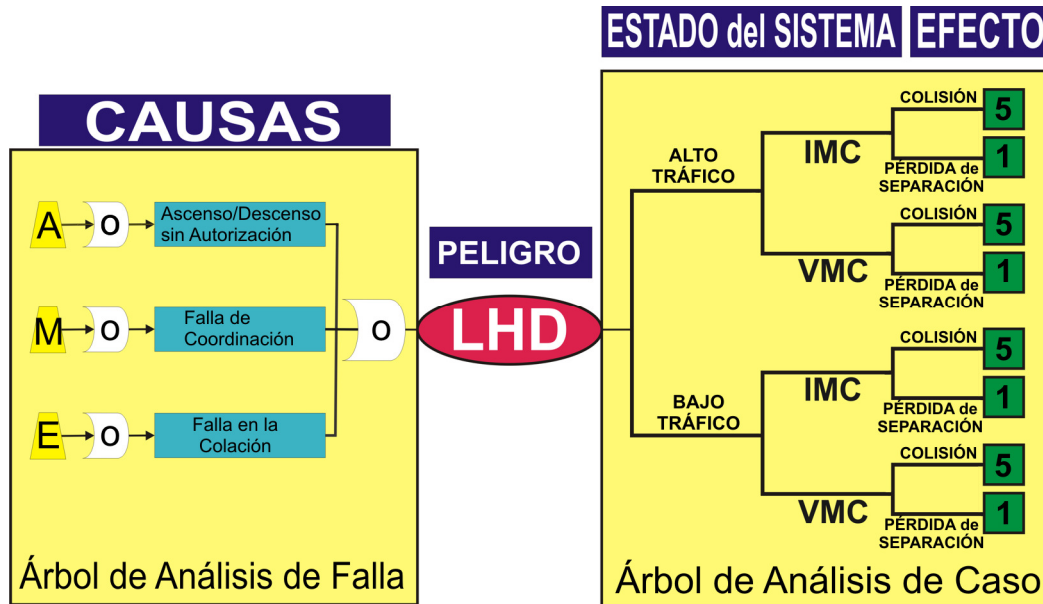 CAUSAS
A
O
Ascenso/Descenso
sin Autorización
M
O
Falla de
Coordinación
E
O
Falla en la
Colación
O
Árbol de Análisis de Falla
PELIGRO
LHD
ESTADO del SISTEMA
EFECTO
ALTO
TRÁFICO
IMC
COLISIÓN
5
1
PÉRDIDA de
SEPARACIÓN
VMC
COLISIÓN
5
1
PÉRDIDA de
SEPARACIÓN
BAJO
TRÁFICO
IMC
COLISIÓN
5
1
PÉRDIDA de
SEPARACIÓN
VMC
COLISIÓN
5
1
PÉRDIDA de
SEPARACIÓN
Árbol de Análisis de Caso